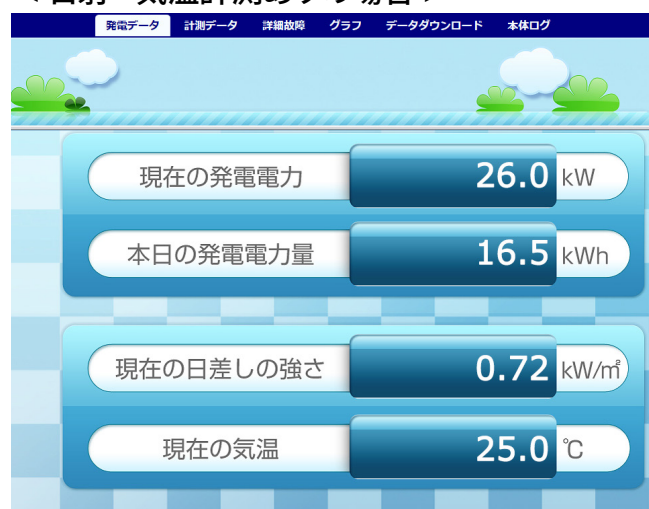 発電データ 計測データ 詳細故障 グラフ データダウンロード 本体ログ
現在の発電電力 26.0 kW
本日の発電電力量 16.5 kWh
現在の日差しの強さ 0.72 kW/㎡
現在の気温 25.0 ℃